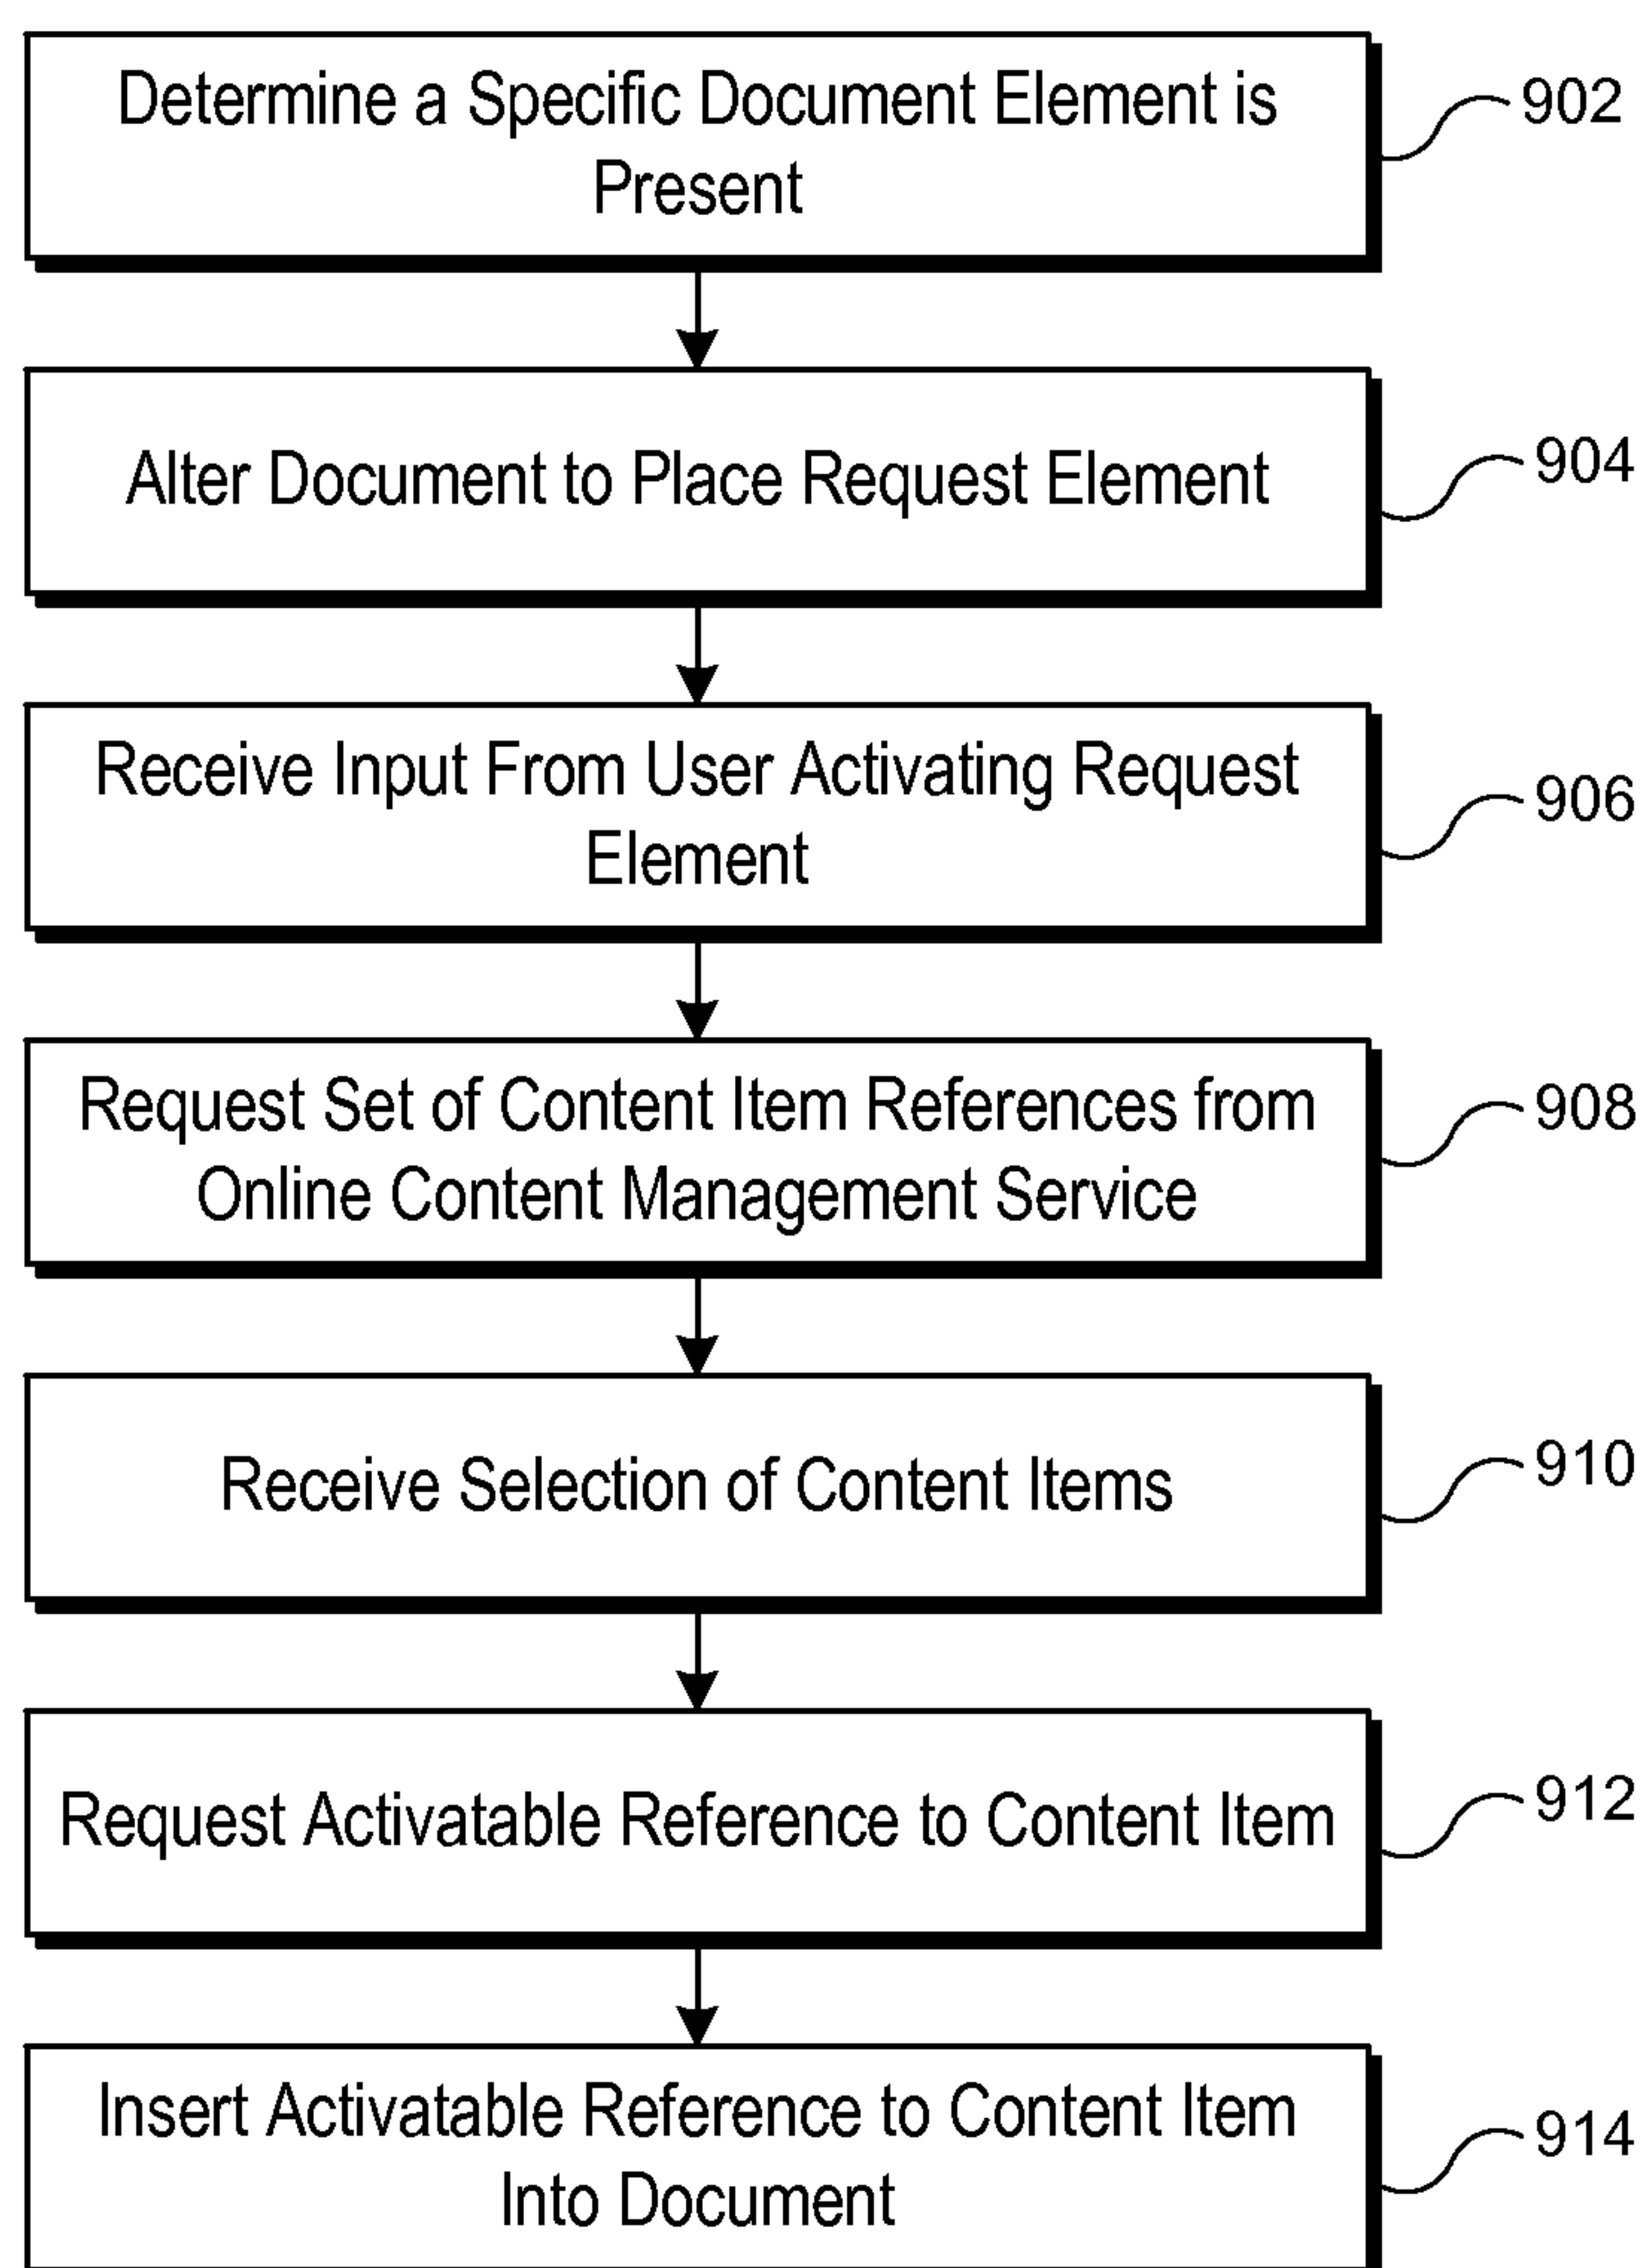 Determine a Specific Document Element is
Present
902
Alter Document to Place Request Element
904
Receive Input From User Activating Request
Element
906
Request Set of Content Item References from
Online Content Management Service
908
Receive Selection of Content Items
910
Request Activatable Reference to Content Item
912
Insert Activatable Reference to Content Item
Into Document
914